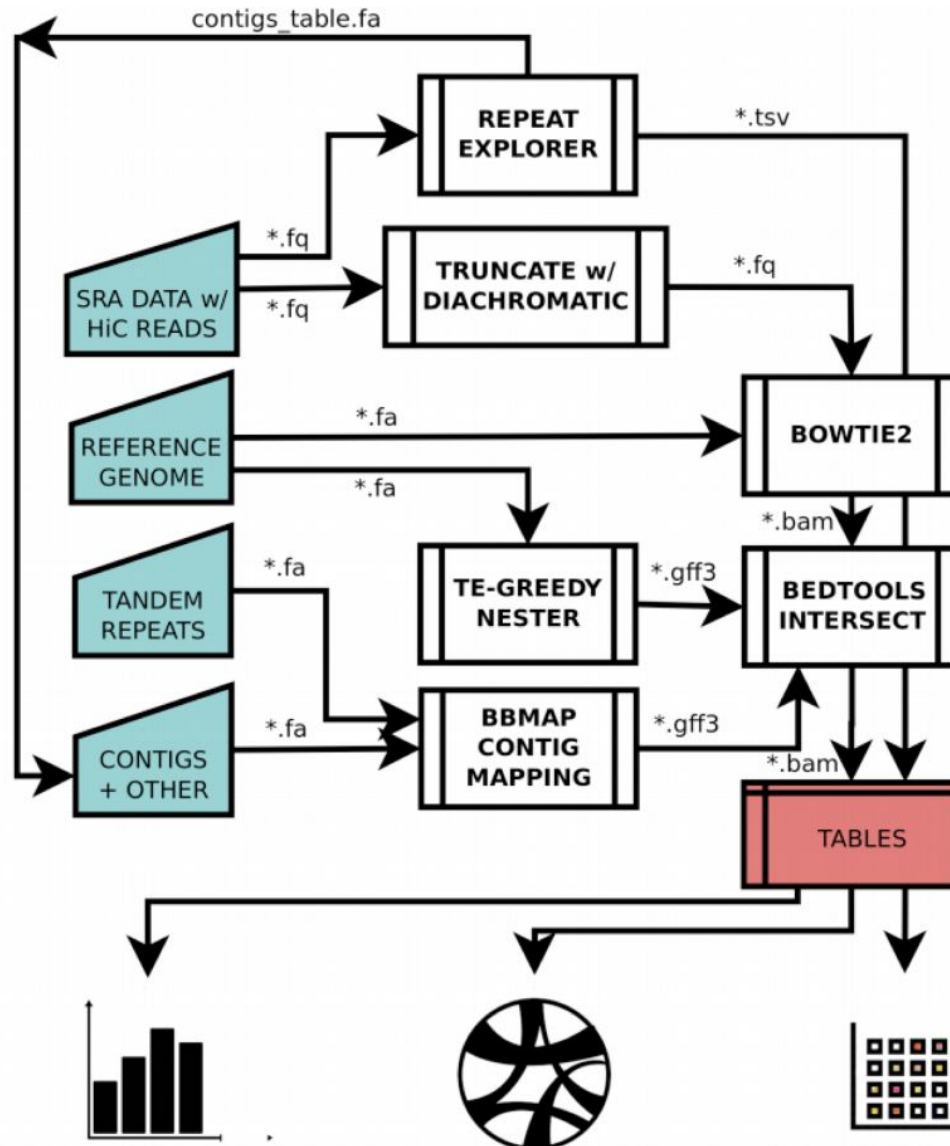 contigs_table.fa
REPEAT
EXPLORER
*.tsv
*.fq
SRA DATA w/
HiC READS
*.fq
TRUNCATE w/
DIACHROMATIC
*.fq
REFERENCE
GENOME
*.fa
*.fa
BOWTIE2
*.bam
TANDEM
REPEATS
*.fa
TE-GREEDY
NESTER
*.gff3
BEDTOOLS
INTERSECT
CONTIGS
+ OTHER
*.fa
BBMAP
CONTIG
MAPPING
*.gff3
*.bam
TABLES